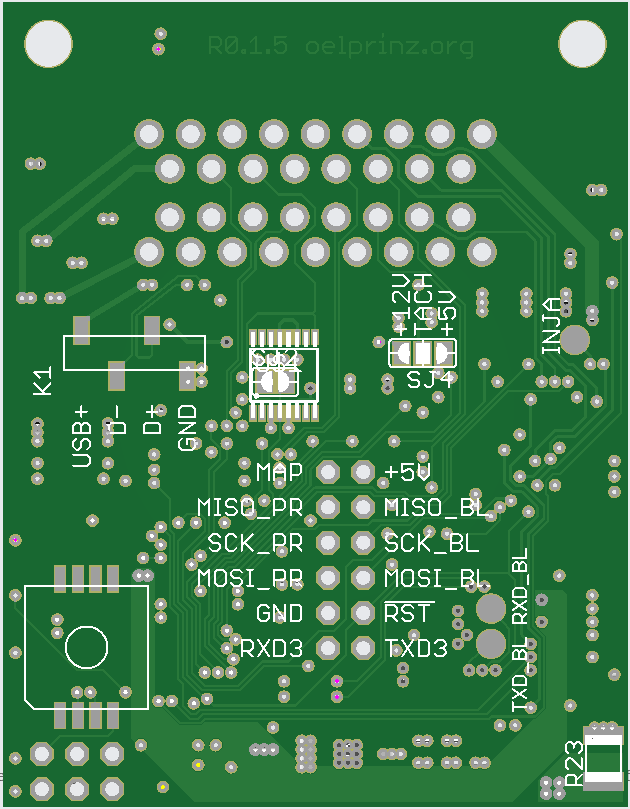 R0.1.5 oelprinz.org
+12V
TACH
+5V
INJA
SJ4
K1
USB+
D-
D+
GND
MAP +5V
MISO_PR MISO_BL
SCK_PR SCK_BL
MOSI_PR MOSI_BL
GND RST
RXD3 TXD3
RXD_BL
TXD_BL
R23